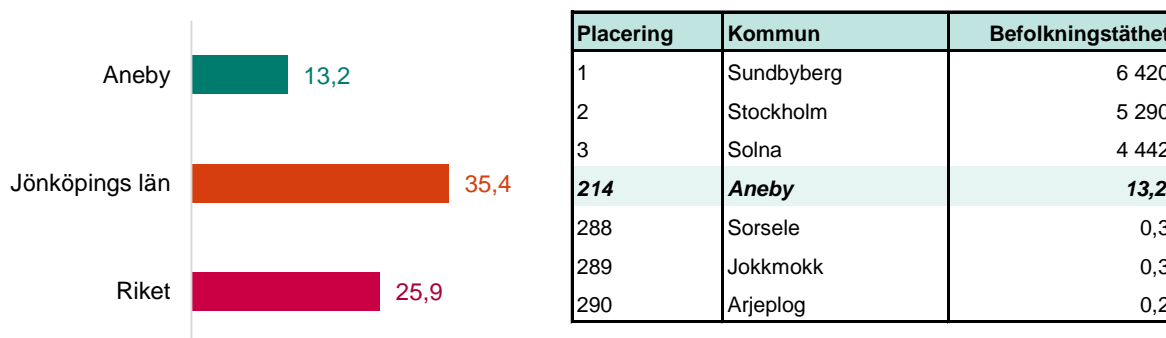 Aneby 13,2
Jönköpings län 35,4
Riket 25,9
Placering Kommun Befolkningstäthet
1 Sundbyberg 6 420
2 Stockholm 5 290
3 Solna 4 442
214 Aneby 13,2
288 Sorsele 0,3
289 Jokkmokk 0,3
290 Arjeplog 0,2